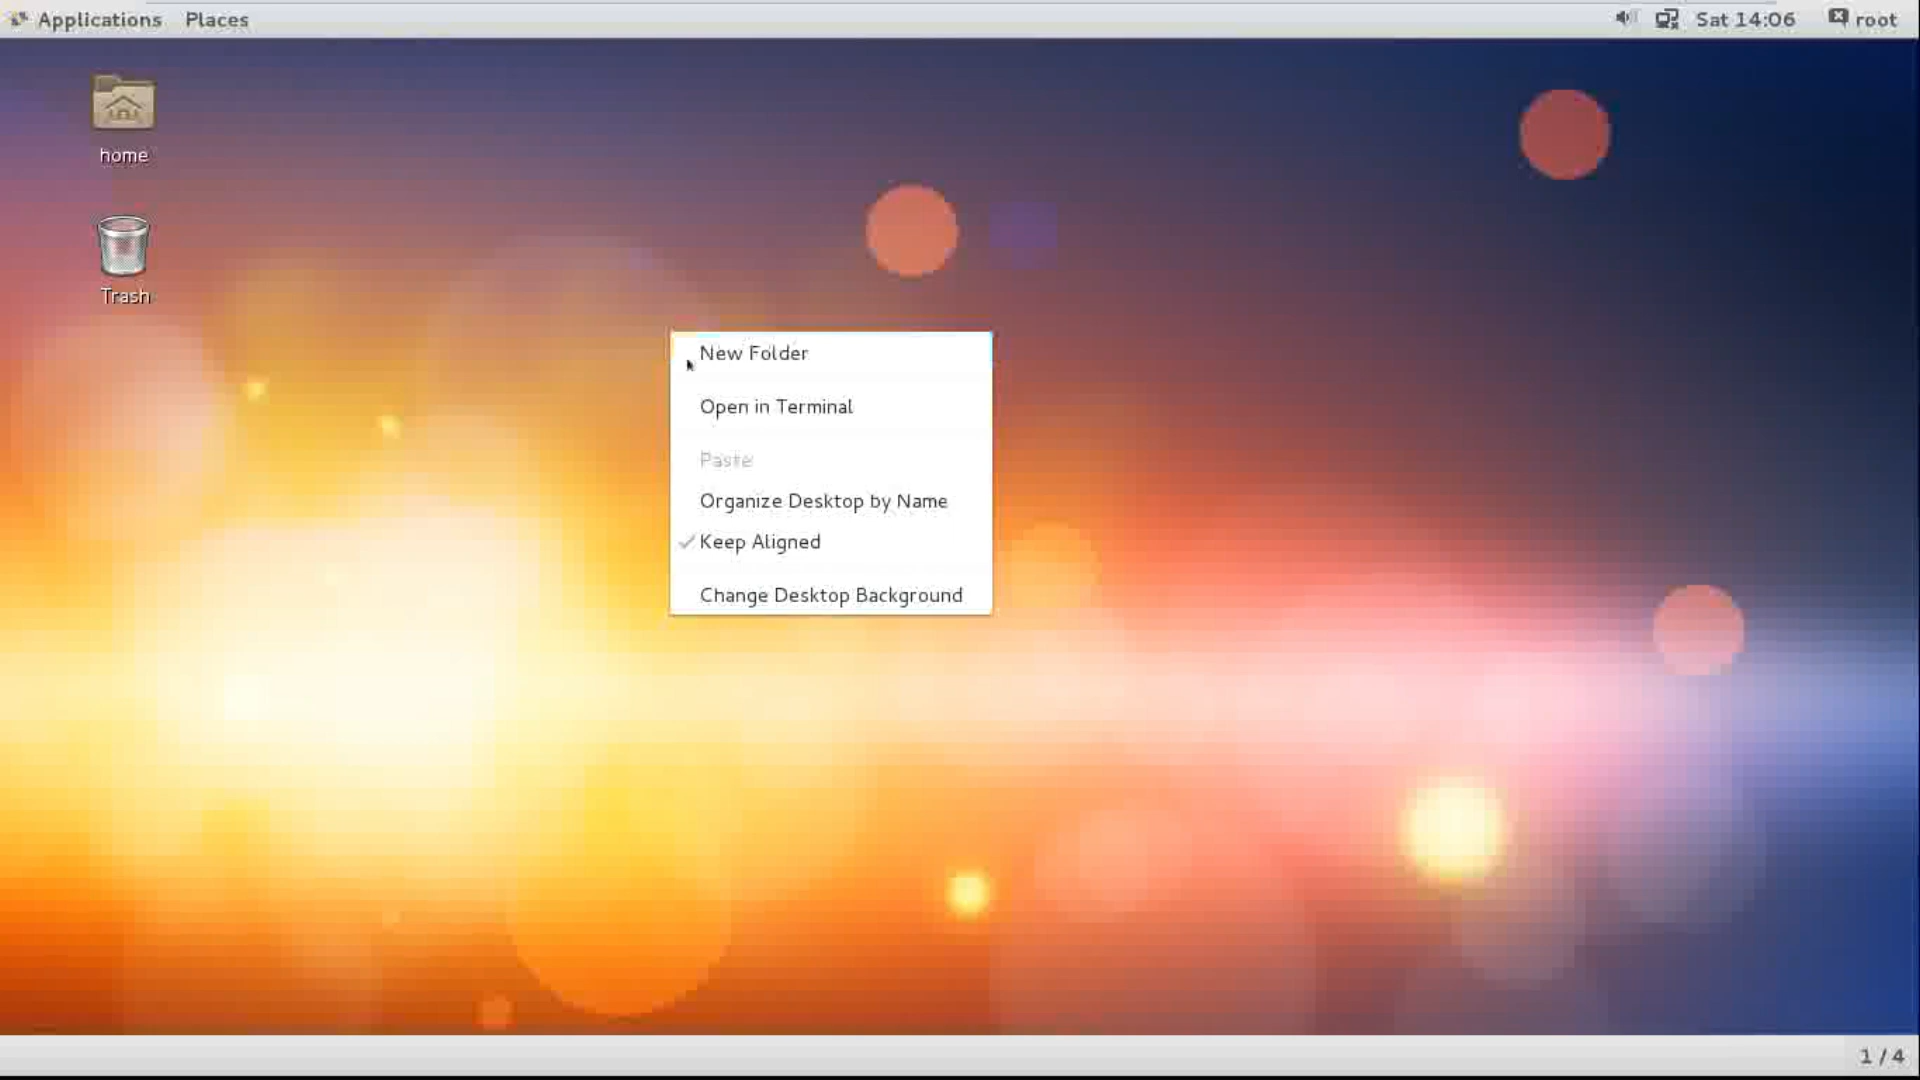 Applications Places Sat 14:06 root
home
Trash
New Folder
Open in Terminal
Paste
Organize Desktop by Name
Keep Aligned
Change Desktop Background
1 / 4